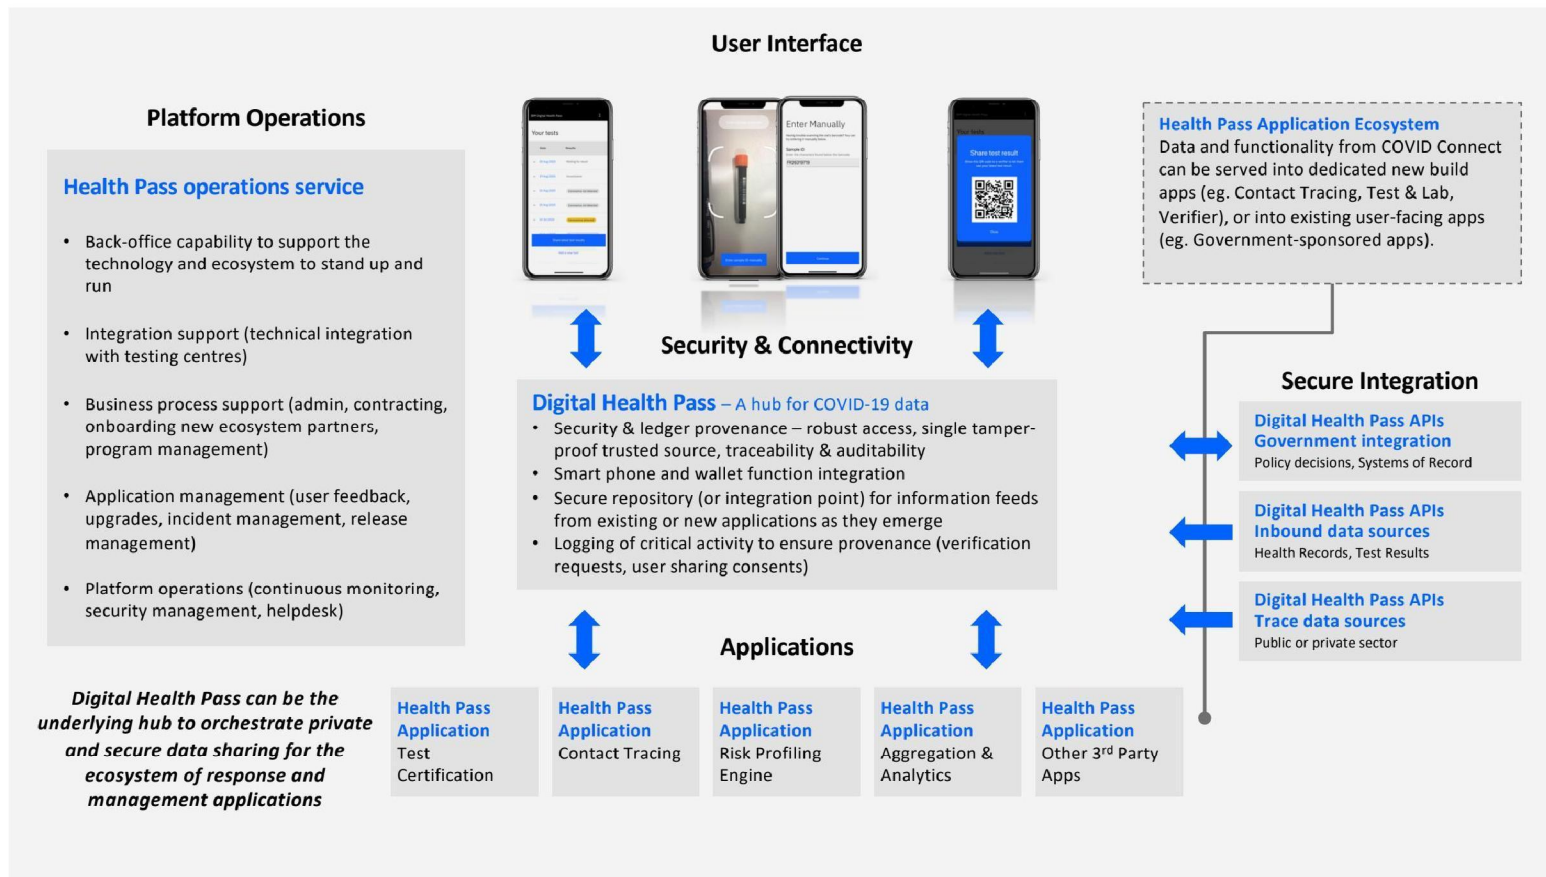 User Interface
Platform Operations
Health Pass operations service
• Back-office capability to support the
technology and ecosystem to stand up and
run
• Integration support (technical integration
with testing centres)
• Business process support (admin, contracting,
onboarding new ecosystem partners,
program management)
• Application management (user feedback,
upgrades, incident management, release
management)
• Platform operations (continuous monitoring,
security management, helpdesk)
Digital Health Pass can be the
underlying hub to orchestrate private
and secure data sharing for the
ecosystem of response and
management applications
Your tests
Enter Manually
Sample ID
Share test result
Security & Connectivity
Digital Health Pass – A hub for COVID-19 data
• Security & ledger provenance – robust access, single tamper-
proof trusted source, traceability & auditability
• Smart phone and wallet function integration
• Secure repository (or integration point) for information feeds
from existing or new applications as they emerge
• Logging of critical activity to ensure provenance (verification
requests, user sharing consents)
Applications
Health Pass
Application
Test
Certification
Health Pass
Application
Contact Tracing
Health Pass
Application
Risk Profiling
Engine
Health Pass
Application
Aggregation &
Analytics
Health Pass
Application
Other 3rd Party
Apps
Health Pass Application Ecosystem
Data and functionality from COVID Connect
can be served into dedicated new build
apps (eg. Contact Tracing, Test & Lab,
Verifier), or into existing user-facing apps
(eg. Government-sponsored apps).
Secure Integration
Digital Health Pass APIs
Government integration
Policy decisions, Systems of Record
Digital Health Pass APIs
Inbound data sources
Health Records, Test Results
Digital Health Pass APIs
Trace data sources
Public or private sector